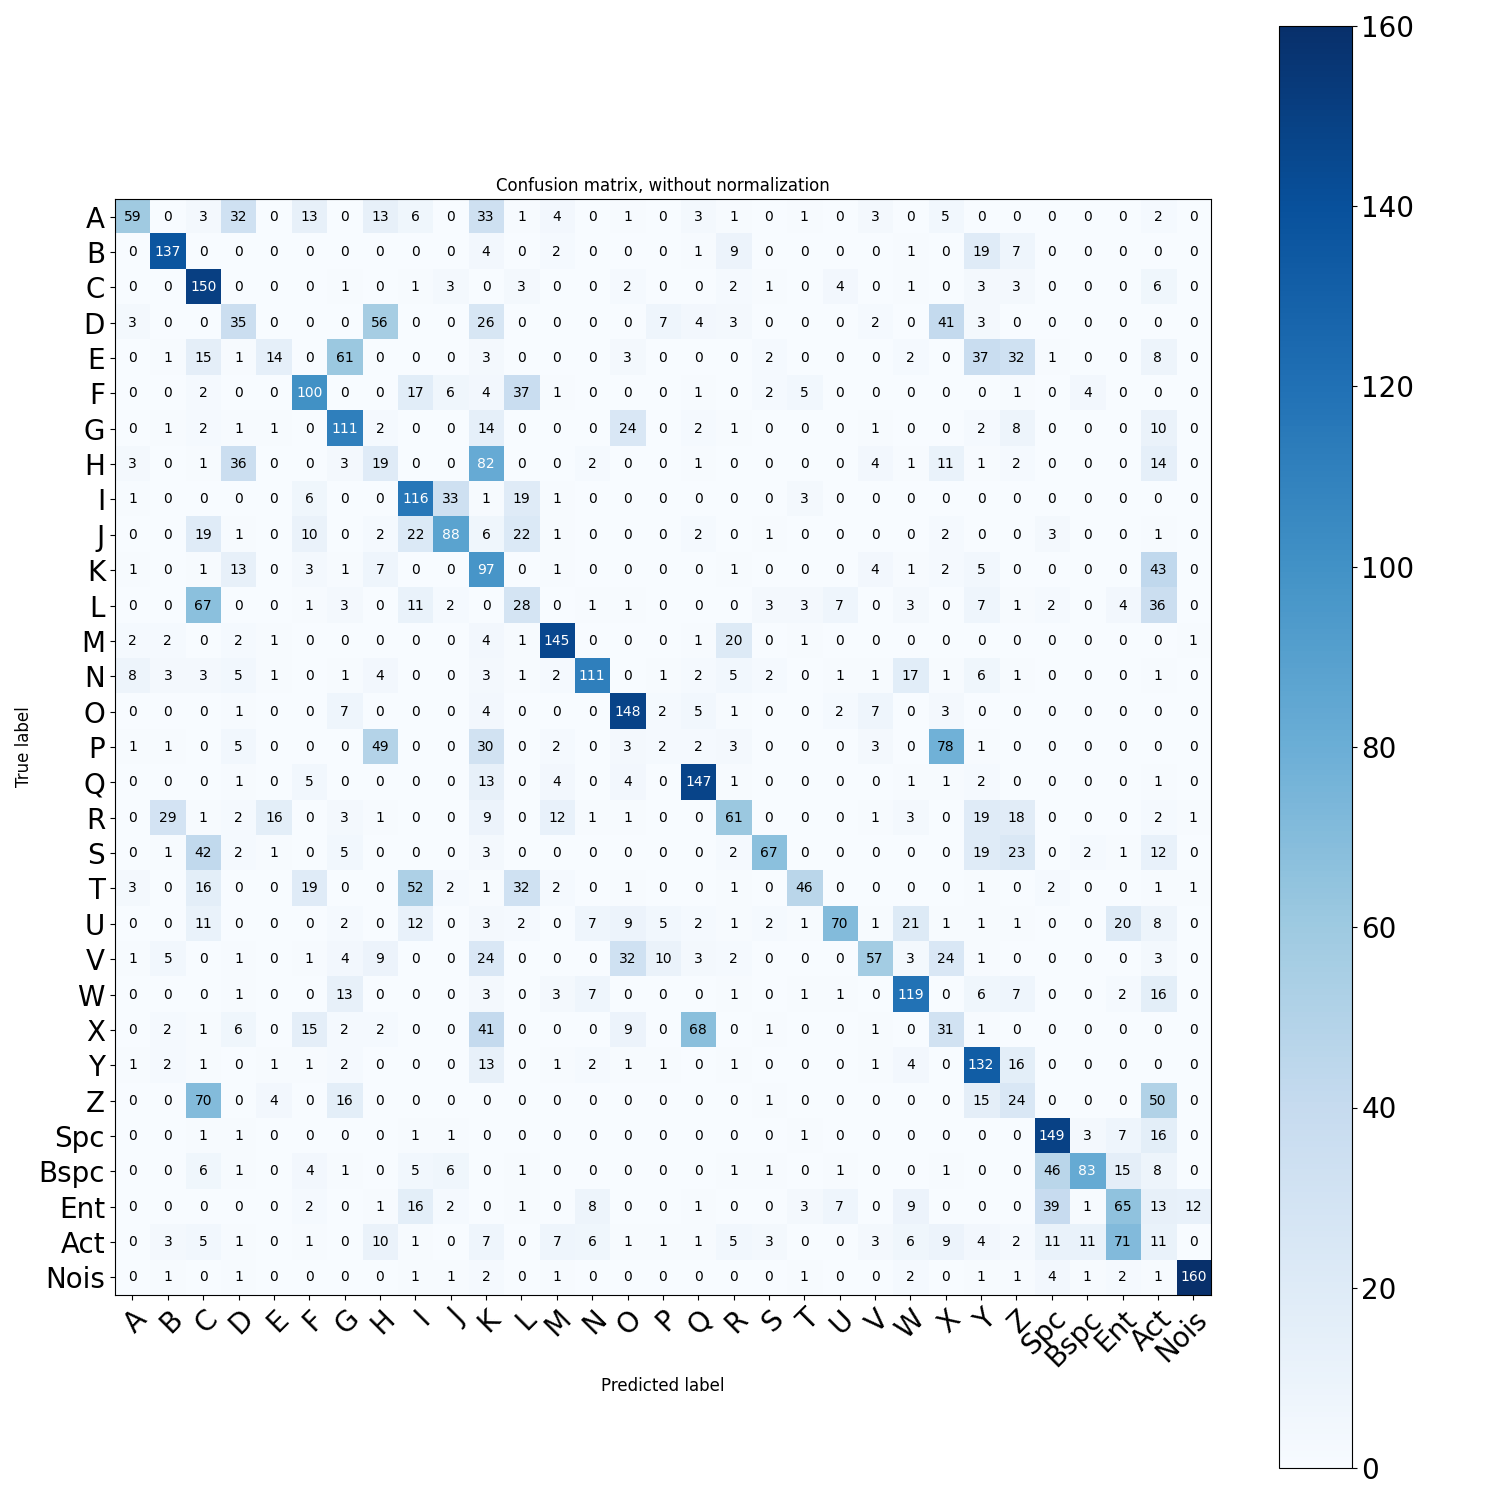 Confusion matrix, without normalization
A 59 0 3 32 0 13 0 13 6 0 33 1 4 0 1 0 3 1 0 1 0 3 0 5 0 0 0 0 0 2 0
B 0 137 0 0 0 0 0 0 0 0 4 0 2 0 0 0 1 9 0 0 0 0 1 0 19 7 0 0 0 0 0
C 0 0 150 0 0 0 1 0 1 3 0 3 0 0 2 0 0 2 1 0 4 0 1 0 3 3 0 0 0 6 0
D 3 0 0 35 0 0 0 56 0 0 26 0 0 0 0 7 4 3 0 0 0 2 0 41 3 0 0 0 0 0 0
E 0 1 15 1 14 0 61 0 0 0 3 0 0 0 3 0 0 0 2 0 0 0 2 0 37 32 1 0 0 8 0
F 0 0 2 0 0 100 0 0 17 6 4 37 1 0 0 0 1 0 2 5 0 0 0 0 0 1 0 4 0 0 0
G 0 1 2 1 1 0 111 2 0 0 14 0 0 0 24 0 2 1 0 0 0 1 0 0 2 8 0 0 0 10 0
H 3 0 1 36 0 0 3 19 0 0 82 0 0 2 0 0 1 0 0 0 0 4 1 11 1 2 0 0 0 14 0
I 1 0 0 0 0 6 0 0 116 33 1 19 1 0 0 0 0 0 0 3 0 0 0 0 0 0 0 0 0 0 0
J 0 0 19 1 0 10 0 2 22 88 6 22 1 0 0 0 2 0 1 0 0 0 0 2 0 0 3 0 0 1 0
K 1 0 1 13 0 3 1 7 0 0 97 0 1 0 0 0 0 1 0 0 0 4 1 2 5 0 0 0 0 43 0
L 0 0 67 0 0 1 3 0 11 2 0 28 0 1 1 0 0 0 3 3 7 0 3 0 7 1 2 0 4 36 0
M 2 2 0 2 1 0 0 0 0 0 4 1 145 0 0 0 1 20 0 1 0 0 0 0 0 0 0 0 0 0 1
N 8 3 3 5 1 0 1 4 0 0 3 1 2 111 0 1 2 5 2 0 1 1 17 1 6 1 0 0 0 1 0
O 0 0 0 1 0 0 7 0 0 0 4 0 0 0 148 2 5 1 0 0 2 7 0 3 0 0 0 0 0 0 0
P 1 1 0 5 0 0 0 49 0 0 30 0 2 0 3 2 2 3 0 0 0 3 0 78 1 0 0 0 0 0 0
Q 0 0 0 1 0 5 0 0 0 0 13 0 4 0 4 0 147 1 0 0 0 0 1 1 2 0 0 0 0 1 0
R 0 29 1 2 16 0 3 1 0 0 9 0 12 1 1 0 0 61 0 0 0 1 3 0 19 18 0 0 0 2 1
S 0 1 42 2 1 0 5 0 0 0 3 0 0 0 0 0 0 2 67 0 0 0 0 0 19 23 0 2 1 12 0
T 3 0 16 0 0 19 0 0 52 2 1 32 2 0 1 0 0 1 0 46 0 0 0 0 1 0 2 0 0 1 1
U 0 0 11 0 0 0 2 0 12 0 3 2 0 7 9 5 2 1 2 1 70 1 21 1 1 1 0 0 20 8 0
V 1 5 0 1 0 1 4 9 0 0 24 0 0 0 32 10 3 2 0 0 0 57 3 24 1 0 0 0 0 3 0
W 0 0 0 1 0 0 13 0 0 0 3 0 3 7 0 0 0 1 0 1 1 0 119 0 6 7 0 0 2 16 0
X 0 2 1 6 0 15 2 2 0 0 41 0 0 0 9 0 68 0 1 0 0 1 0 31 1 0 0 0 0 0 0
Y 1 2 1 0 1 1 2 0 0 0 13 0 1 2 1 1 0 1 0 0 0 1 4 0 132 16 0 0 0 0 0
Z 0 0 70 0 4 0 16 0 0 0 0 0 0 0 0 0 0 0 1 0 0 0 0 0 15 24 0 0 0 50 0
Spc 0 0 1 1 0 0 0 0 1 1 0 0 0 0 0 0 0 0 0 1 0 0 0 0 0 0 149 3 7 16 0
Bspc 0 0 6 1 0 4 1 0 5 6 0 1 0 0 0 0 0 1 1 0 1 0 0 1 0 0 46 83 15 8 0
Ent 0 0 0 0 0 2 0 1 16 2 0 1 0 8 0 0 1 0 0 3 7 0 9 0 0 0 39 1 65 13 12
Act 0 3 5 1 0 1 0 10 1 0 7 0 7 6 1 1 1 5 3 0 0 3 6 9 4 2 11 11 71 11 0
Nois 0 1 0 1 0 0 0 0 1 1 2 0 1 0 0 0 0 0 0 1 0 0 2 0 1 1 4 1 2 1 160
A B C D E F G H I J K L M N O P Q R S T U V W X Y Z Spc Bspc Ent Act Nois
Predicted label
True label
160
140
120
100
80
60
40
20
0